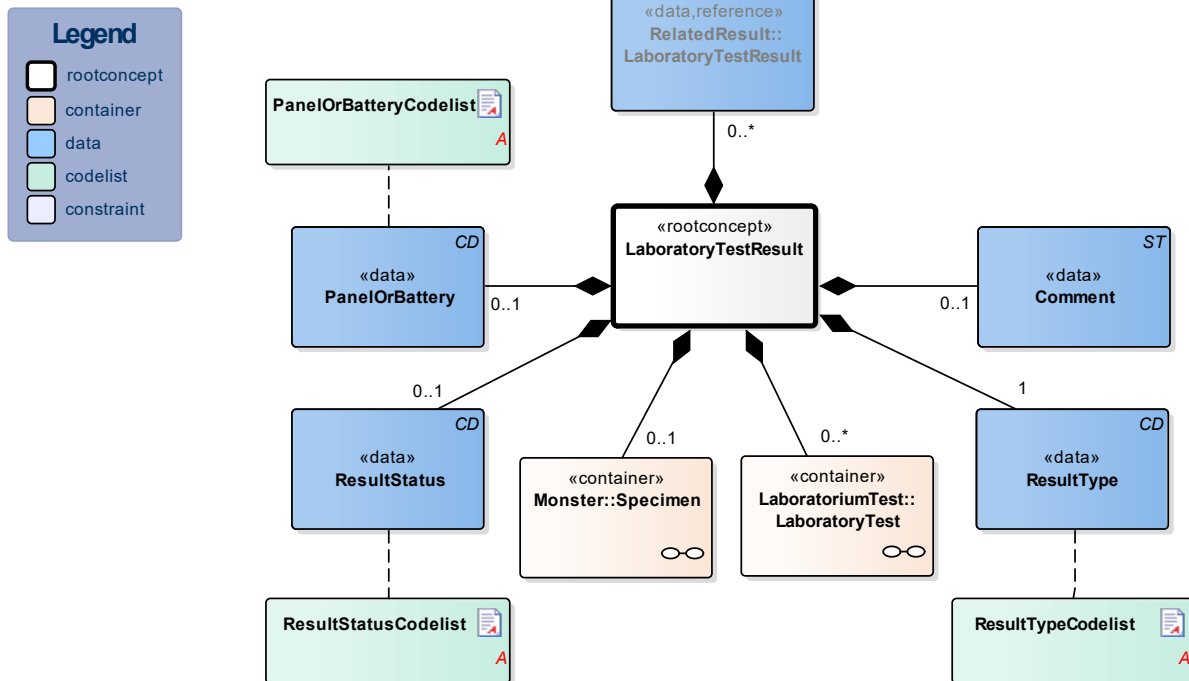 Legend
rootconcept
container
data
codelist
constraint
«data,reference»
RelatedResult::
LaboratoryTestResult
0..*
PanelOrBatteryCodelist
A
«rootconcept»
LaboratoryTestResult
CD
«data»
PanelOrBattery
0..1
ST
«data»
Comment
0..1
0..1
1
0..1
0..*
CD
«data»
ResultStatus
«container»
Monster::Specimen
«container»
LaboratoriumTest::
LaboratoryTest
CD
«data»
ResultType
ResultStatusCodelist
A
ResultTypeCodelist
A